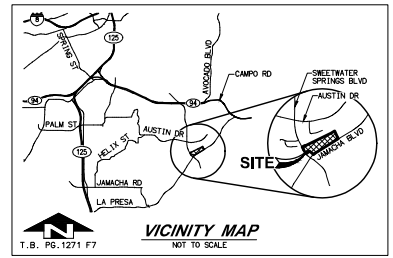 8
SPRING ST
125
AVOCADO BLVD
CAMPO RD
SWEETWATER
SPRINGS BLVD
AUSTIN DR
94
94
PALM ST
AUSTIN DR
HELIX ST
JAMACHA BLVD
SITE
125
JAMACHA RD
LA PRESA
N
VICINITY MAP
T.B. PG.1271 F7
NOT TO SCALE